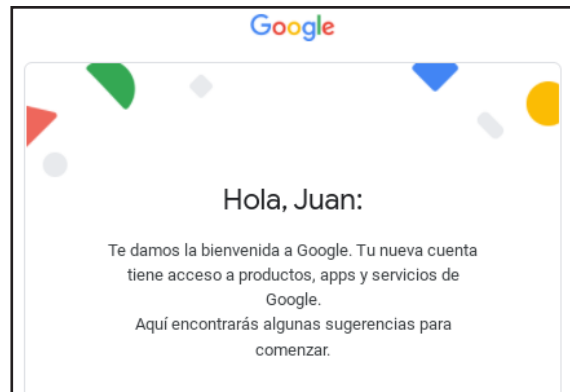 Google
Hola, Juan:
Te damos la bienvenida a Google. Tu nueva cuenta
tiene acceso a productos, apps y servicios de
Google.
Aquí encontrarás algunas sugerencias para
comenzar.